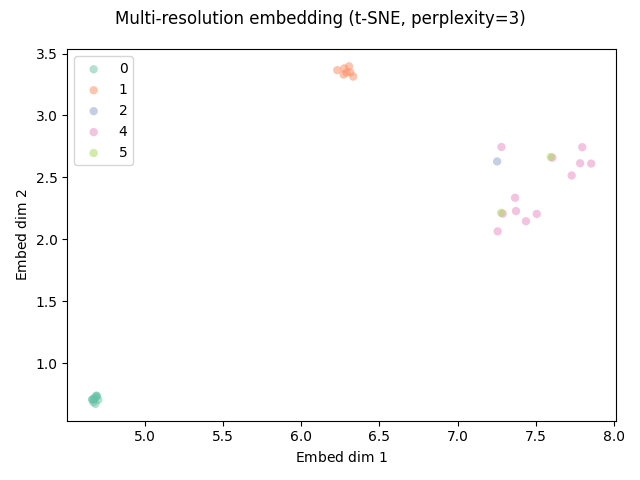 Multi-resolution embedding (t-SNE, perplexity=3)
3.5
3.0
2.5
2.0
1.5
1.0
Embed dim 2
0
1
2
4
5
5.0 5.5 6.0 6.5 7.0 7.5 8.0
Embed dim 1